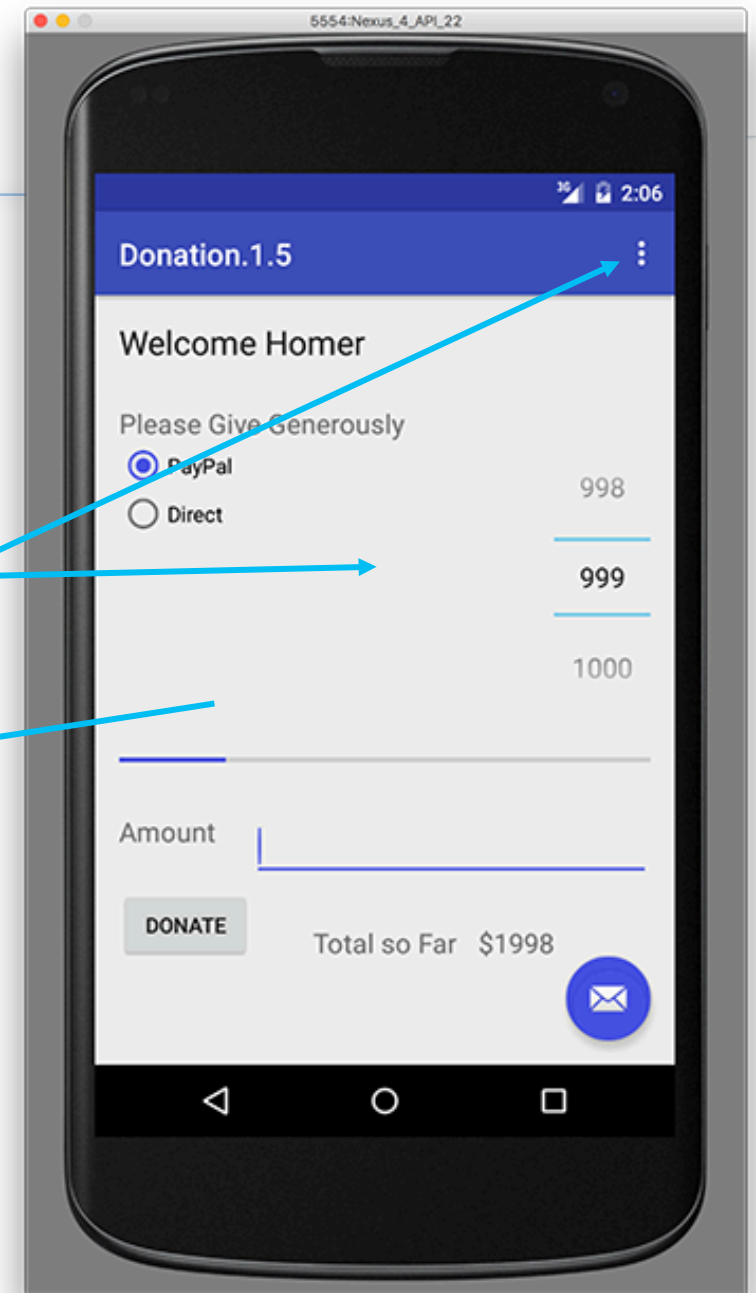 5554:Nexus_4_API_22
3G 2:06
Donation.1.5
Welcome Homer
Please Give Generously
PayPal
998
Direct
999
1000
Amount
DONATE
Total so Far $1998